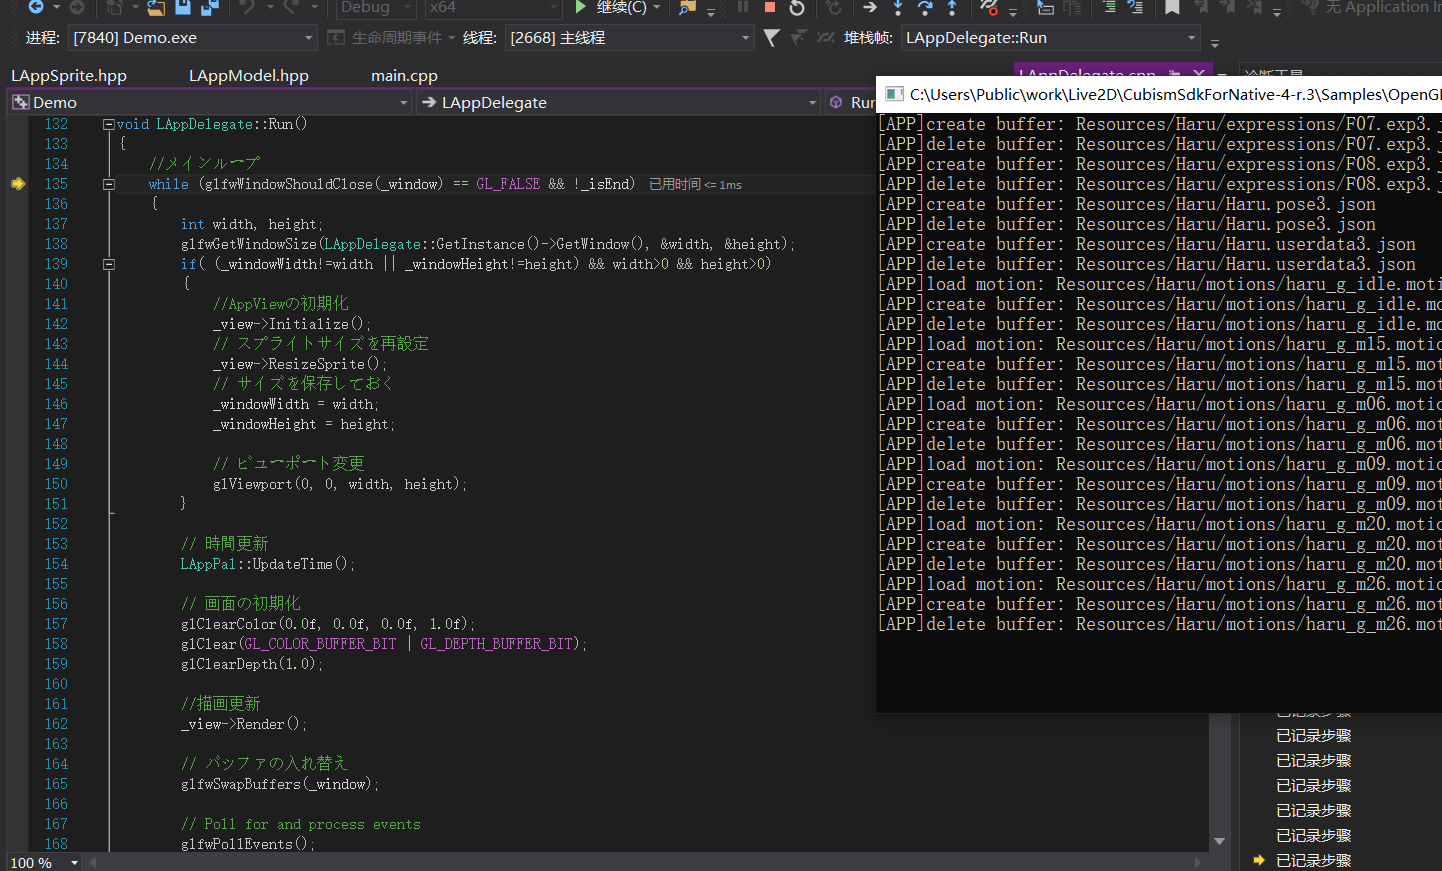 Debug x64 继续(C) 无 Application In
进程: [7840] Demo.exe 生命周期事件 线程: [2668] 主线程 堆栈帧: LAppDelegate::Run
LAppSprite.hpp LAppModel.hpp main.cpp LAppDelegate.cpp 诊断工具
Demo LAppDelegate Run
132 void LAppDelegate::Run()
133 {
134 //メインループ
135 while (glfwWindowShouldClose(_window) == GL_FALSE && !_isEnd) 已用时间 <= 1ms
136 {
137 int width, height;
138 glfwGetWindowSize(LAppDelegate::GetInstance()->GetWindow(), &width, &height);
139 if( (_windowWidth!=width || _windowHeight!=height) && width>0 && height>0)
140 {
141 //AppViewの初期化
142 _view->Initialize();
143 // スプライトサイズを再設定
144 _view->ResizeSprite();
145 // サイズを保存しておく
146 _windowWidth = width;
147 _windowHeight = height;
148
149 // ビューポート変更
150 glViewport(0, 0, width, height);
151 }
152
153 // 時間更新
154 LAppPal::UpdateTime();
155
156 // 画面の初期化
157 glClearColor(0.0f, 0.0f, 0.0f, 1.0f);
158 glClear(GL_COLOR_BUFFER_BIT | GL_DEPTH_BUFFER_BIT);
159 glClearDepth(1.0);
160
161 //描画更新
162 _view->Render();
163
164 // バッファの入れ替え
165 glfwSwapBuffers(_window);
166
167 // Poll for and process events
168 glfwPollEvents();
100 %
C:\Users\Public\work\Live2D\CubismSdkForNative-4-r.3\Samples\OpenGl
[APP]create buffer: Resources/Haru/expressions/F07.exp3.j
[APP]delete buffer: Resources/Haru/expressions/F07.exp3.j
[APP]create buffer: Resources/Haru/expressions/F08.exp3.j
[APP]delete buffer: Resources/Haru/expressions/F08.exp3.j
[APP]create buffer: Resources/Haru/Haru.pose3.json
[APP]delete buffer: Resources/Haru/Haru.pose3.json
[APP]create buffer: Resources/Haru/Haru.userdata3.json
[APP]delete buffer: Resources/Haru/Haru.userdata3.json
[APP]load motion: Resources/Haru/motions/haru_g_idle.moti
[APP]create buffer: Resources/Haru/motions/haru_g_idle.mo
[APP]delete buffer: Resources/Haru/motions/haru_g_idle.mo
[APP]load motion: Resources/Haru/motions/haru_g_m15.motio
[APP]create buffer: Resources/Haru/motions/haru_g_m15.mot
[APP]delete buffer: Resources/Haru/motions/haru_g_m15.mot
[APP]load motion: Resources/Haru/motions/haru_g_m06.motio
[APP]create buffer: Resources/Haru/motions/haru_g_m06.mot
[APP]delete buffer: Resources/Haru/motions/haru_g_m06.mot
[APP]load motion: Resources/Haru/motions/haru_g_m09.motio
[APP]create buffer: Resources/Haru/motions/haru_g_m09.mot
[APP]delete buffer: Resources/Haru/motions/haru_g_m09.mot
[APP]load motion: Resources/Haru/motions/haru_g_m20.motio
[APP]create buffer: Resources/Haru/motions/haru_g_m20.mot
[APP]delete buffer: Resources/Haru/motions/haru_g_m20.mot
[APP]load motion: Resources/Haru/motions/haru_g_m26.motio
[APP]create buffer: Resources/Haru/motions/haru_g_m26.mot
[APP]delete buffer: Resources/Haru/motions/haru_g_m26.mot
已记录步骤
已记录步骤
已记录步骤
已记录步骤
已记录步骤
已记录步骤
已记录步骤